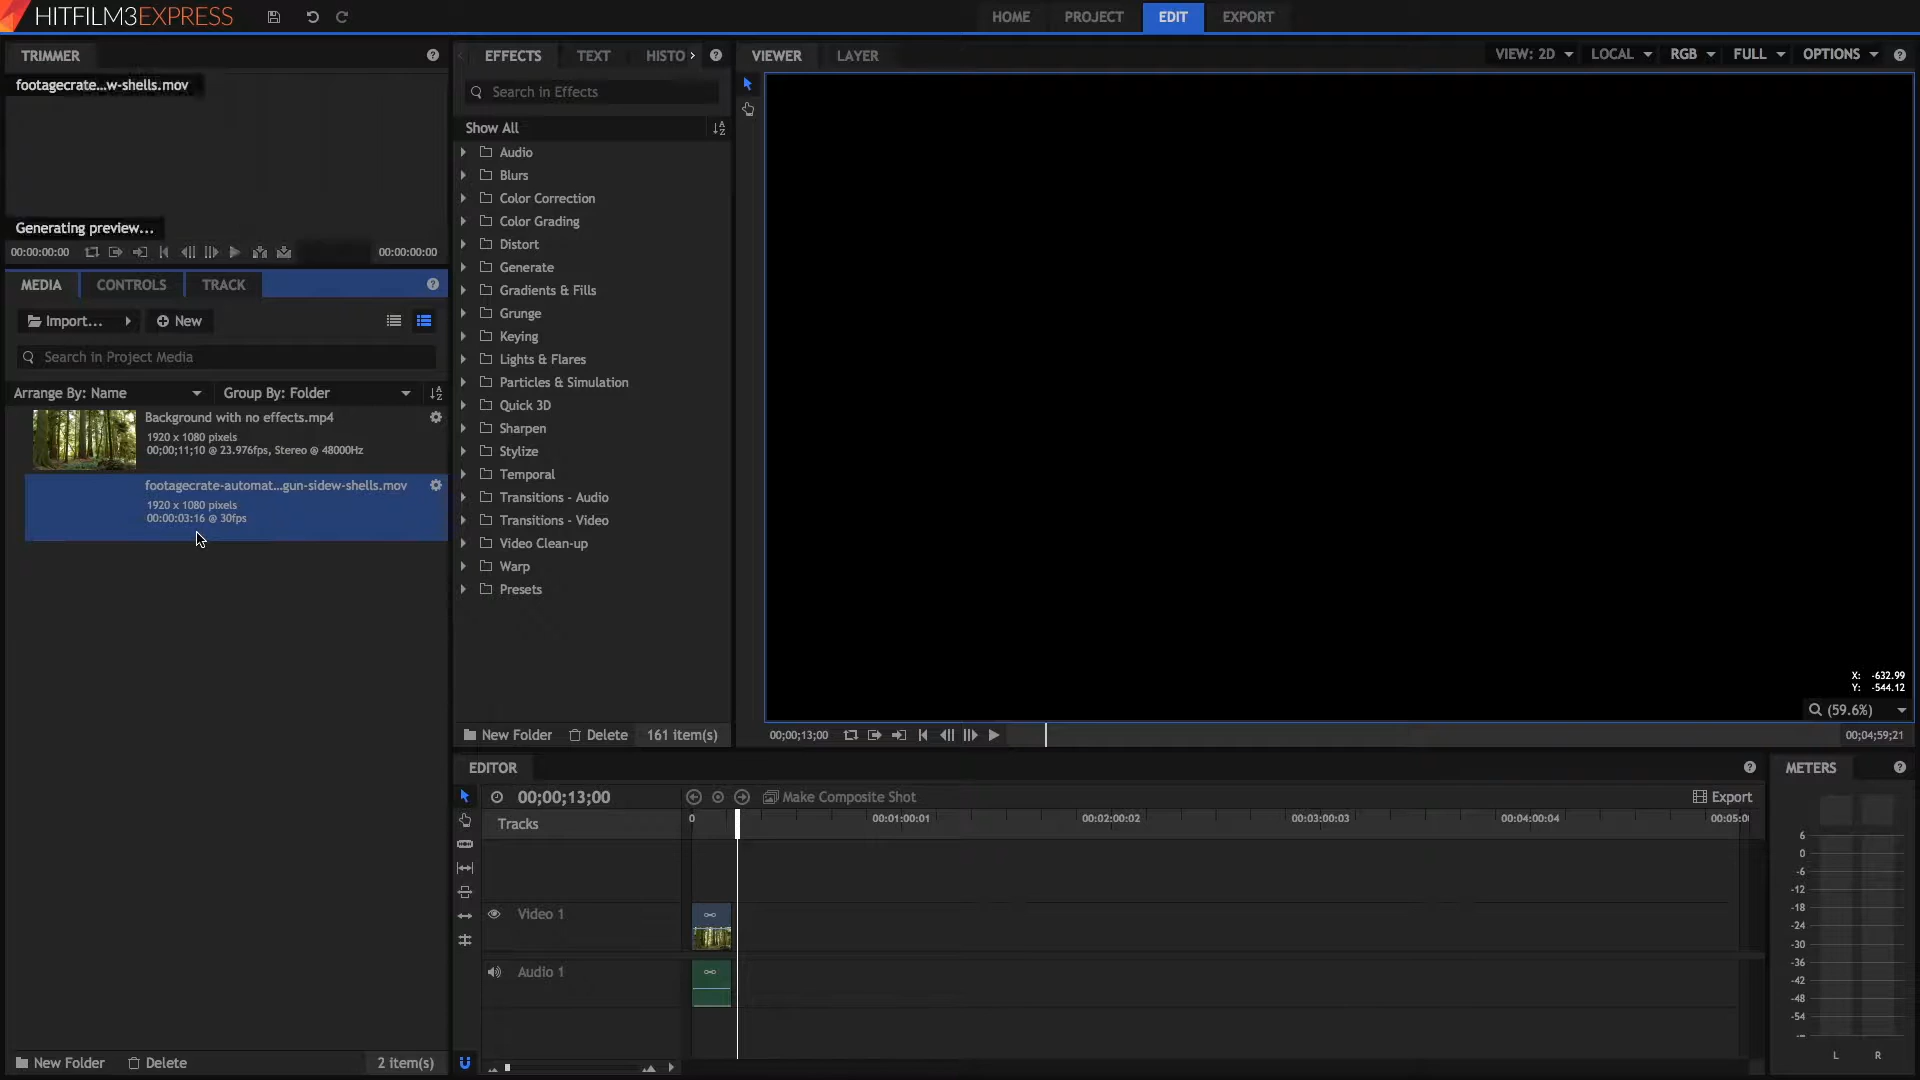 HITFILM3EXPRESS
HOME PROJECT EDIT EXPORT
TRIMMER
footagecrate...w-shells.mov
Generating preview...
00:00:00:00 00:00:00:00
MEDIA CONTROLS TRACK
Import... New
Search in Project Media
Arrange By: Name Group By: Folder
Background with no effects.mp4
1920 x 1080 pixels
00;00;11;10 @ 23.976fps, Stereo @ 48000Hz
footagecrate-automat...gun-sidew-shells.mov
1920 x 1080 pixels
00:00:03:16 @ 30fps
New Folder Delete 2 item(s)
EFFECTS TEXT HISTO
Search in Effects
Show All
Audio
Blurs
Color Correction
Color Grading
Distort
Generate
Gradients & Fills
Grunge
Keying
Lights & Flares
Particles & Simulation
Quick 3D
Sharpen
Stylize
Temporal
Transitions - Audio
Transitions - Video
Video Clean-up
Warp
Presets
New Folder Delete 161 item(s)
VIEWER LAYER VIEW: 2D LOCAL RGB FULL OPTIONS
X: -632.99
Y: -544.12
(59.6%)
00;00;13;00 00;04;59;21
EDITOR
00;00;13;00 Make Composite Shot Export
Tracks 0 00:01:00:01 00:02:00:02 00:03:00:03 00:04:00:04 00:05:0
Video 1
Audio 1
METERS
6
0
-6
-12
-18
-24
-30
-36
-42
-48
-54
L R